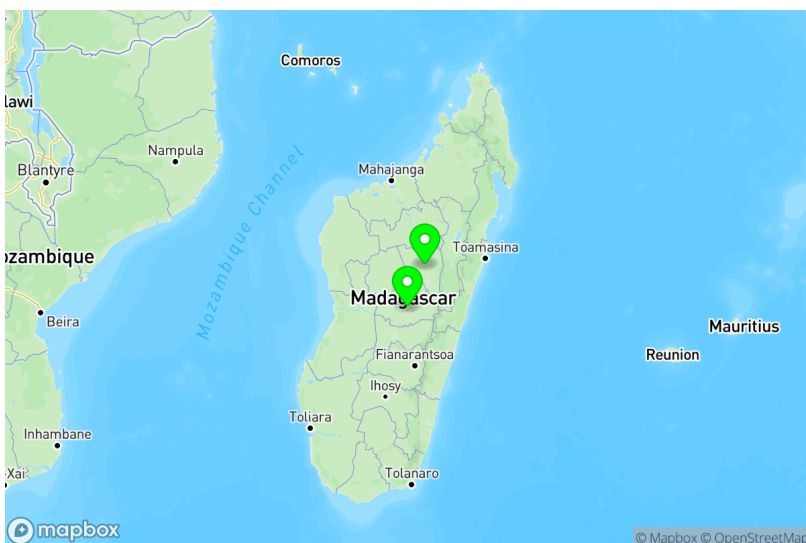 Comoros
lawi
Nampula
Blantyre
Mahajanga
Mozambique Channel
Toamasina
ozambique
Madagascar
Beira
Mauritius
Reunion
Fianarantsoa
Ihosy
Toliara
Inhambane
-Xai
Tolanaro
mapbox
© Mapbox © OpenStreetMap